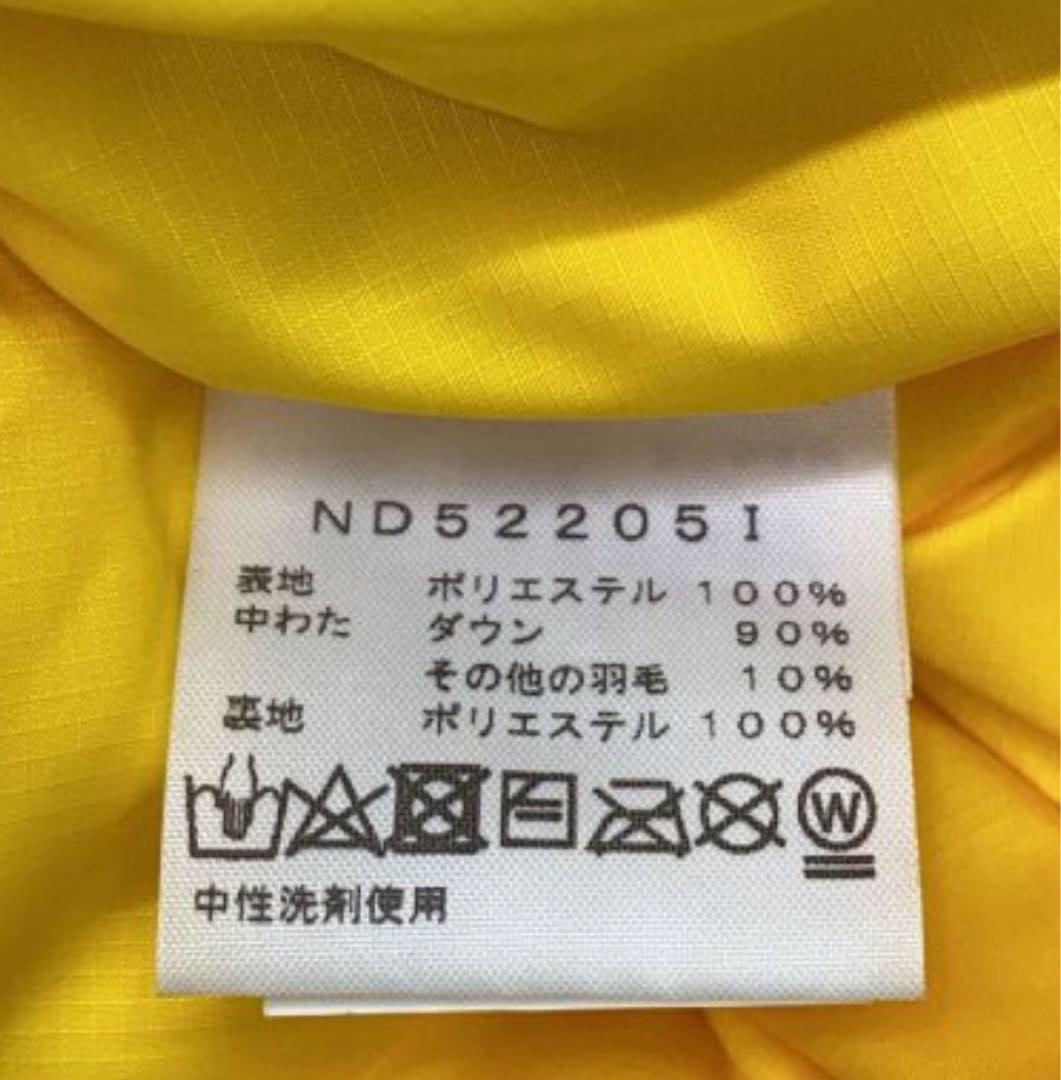 ND52205I
表地 ポリエステル 100%
中わた ダウン 90%
その他の羽毛 10%
裏地 ポリエステル 100%
W
中性洗剤使用